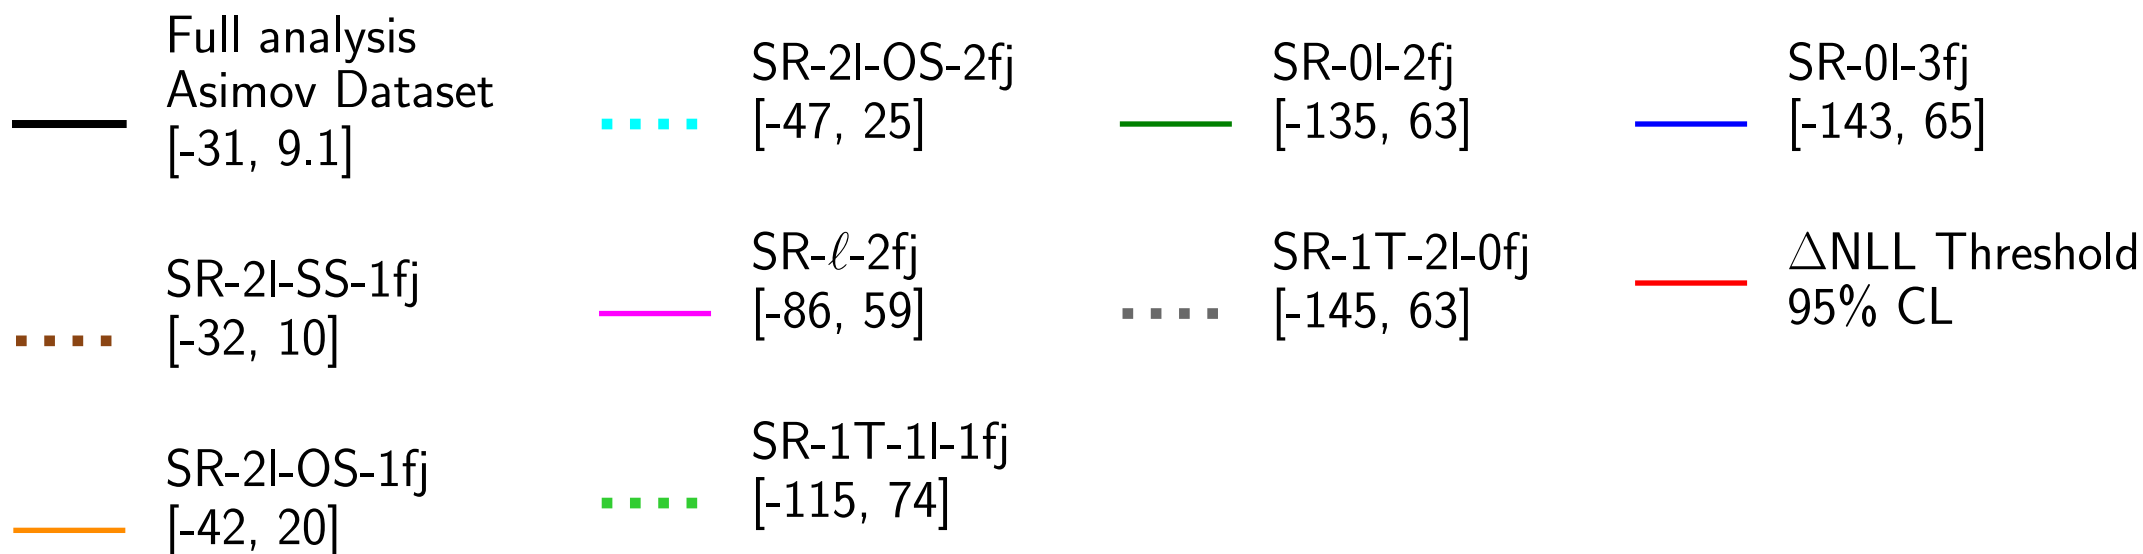 Full analysis
Asimov Dataset
[-31, 9.1]
SR-2l-SS-1fj
[-32, 10]
SR-2l-OS-1fj
[-42, 20]
SR-2l-OS-2fj
[-47, 25]
SR-ℓ-2fj
[-86, 59]
SR-1T-1l-1fj
[-115, 74]
SR-0l-2fj
[-135, 63]
SR-1T-2l-0fj
[-145, 63]
SR-0l-3fj
[-143, 65]
△NLL Threshold
95% CL